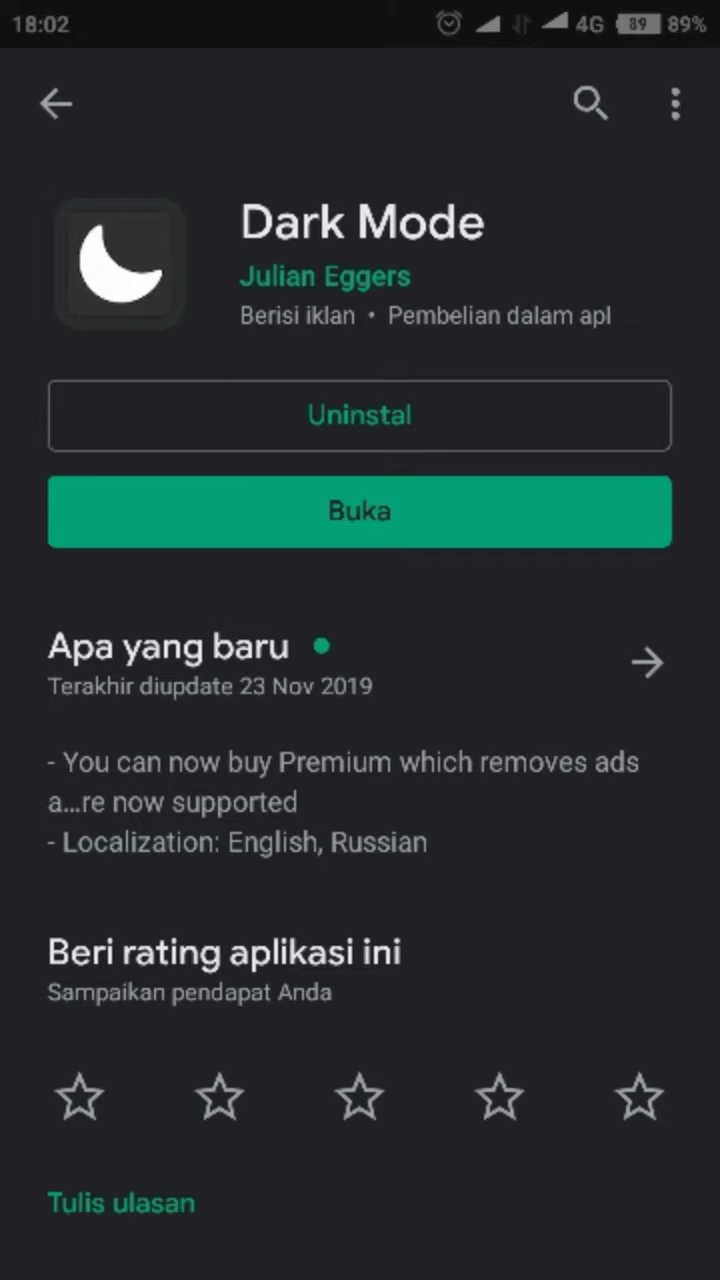 18:02 4G 89 89%
Dark Mode
Julian Eggers
Berisi iklan • Pembelian dalam apl
Uninstal
Buka
Apa yang baru
Terakhir diupdate 23 Nov 2019
- You can now buy Premium which removes ads
a...re now supported
- Localization: English, Russian
Beri rating aplikasi ini
Sampaikan pendapat Anda
Tulis ulasan